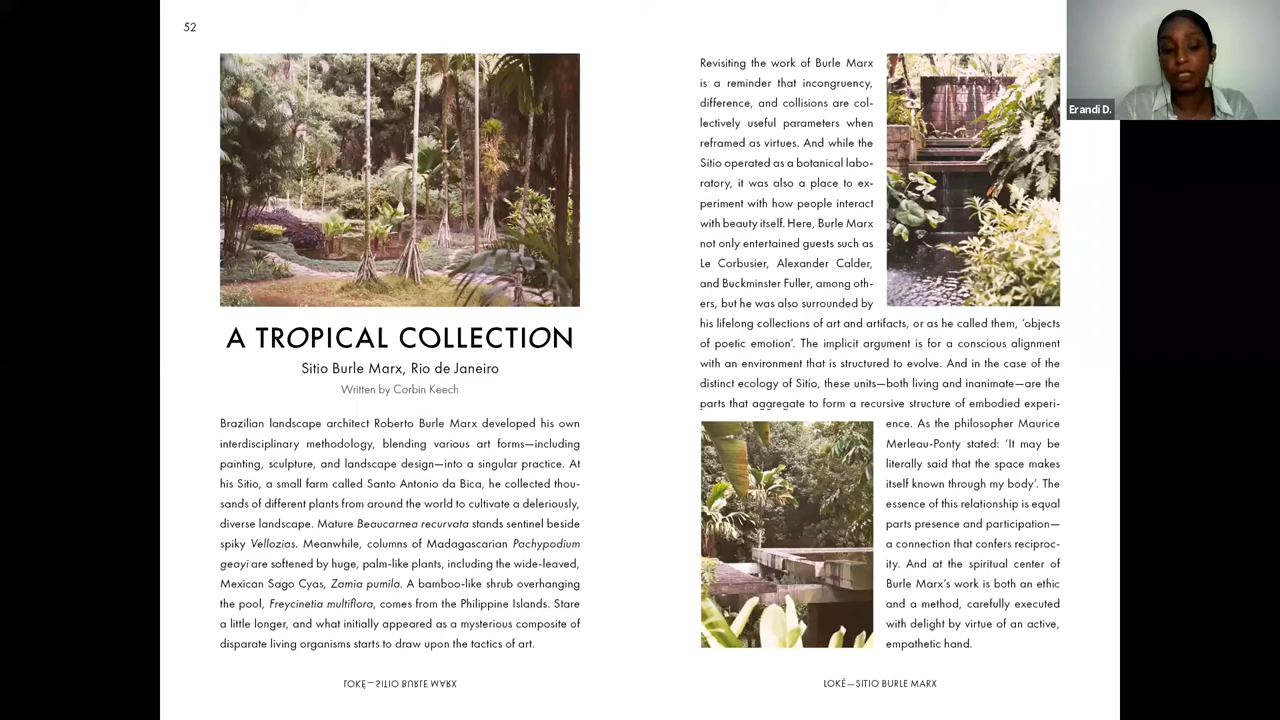 52
A TROPICAL COLLECTION
Sitio Burle Marx, Rio de Janeiro
Written by Corbin Keech
Brazilian landscape architect Roberto Burle Marx developed his own
interdisciplinary methodology, blending various art forms—including
painting, sculpture, and landscape design—into a singular practice. At
his Sitio, a small farm called Santo Antonio da Bica, he collected thou-
sands of different plants from around the world to cultivate a deleriously,
diverse landscape. Mature Beaucarnea recurvata stands sentinel beside
spiky Vellozias. Meanwhile, columns of Madagascarian Pachypodium
geayi are softened by huge, palm-like plants, including the wide-leaved,
Mexican Sago Cyas, Zamia pumila. A bamboo-like shrub overhanging
the pool, Freycinetia multiflora, comes from the Philippine Islands. Stare
a little longer, and what initially appeared as a mysterious composite of
disparate living organisms starts to draw upon the tactics of art.
LOKÉ—SITIO BURLE MARX
Revisiting the work of Burle Marx
is a reminder that incongruency,
difference, and collisions are col-
lectively useful parameters when
reframed as virtues. And while the
Sitio operated as a botanical labo-
ratory, it was also a place to ex-
periment with how people interact
with beauty itself. Here, Burle Marx
not only entertained guests such as
Le Corbusier, Alexander Calder,
and Buckminster Fuller, among oth-
ers, but he was also surrounded by
his lifelong collections of art and artifacts, or as he called them, ‘objects
of poetic emotion’. The implicit argument is for a conscious alignment
with an environment that is structured to evolve. And in the case of the
distinct ecology of Sitio, these units—both living and inanimate—are the
parts that aggregate to form a recursive structure of embodied experi-
ence. As the philosopher Maurice
Merleau-Ponty stated: ‘It may be
literally said that the space makes
itself known through my body’. The
essence of this relationship is equal
parts presence and participation—
a connection that confers reciproc-
ity. And at the spiritual center of
Burle Marx’s work is both an ethic
and a method, carefully executed
with delight by virtue of an active,
empathetic hand.
LOKÉ—SITIO BURLE MARX
Erandi D.